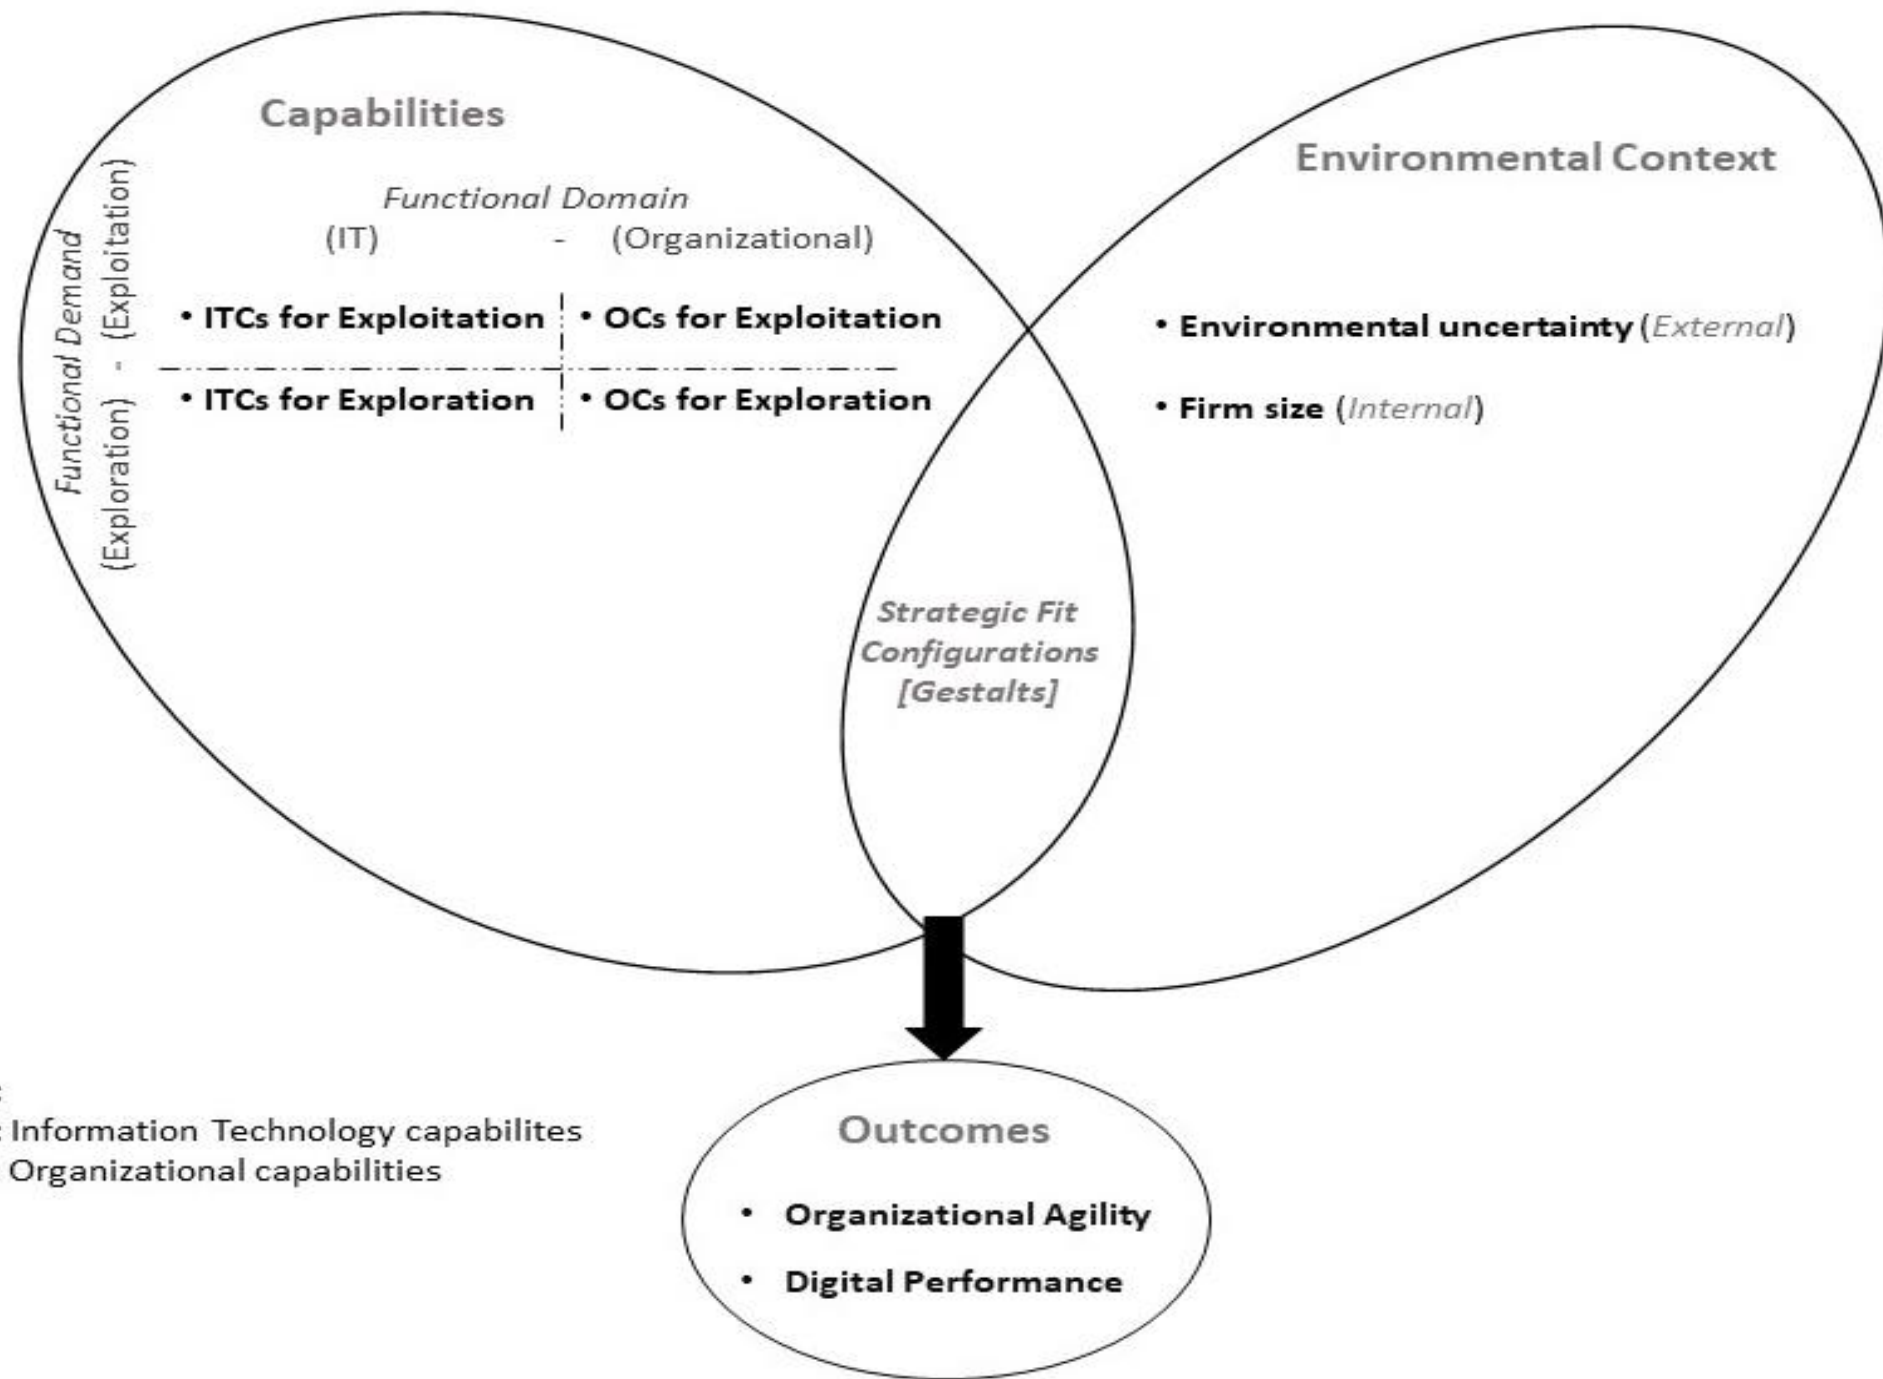 Capabilities
Environmental Context
Functional Domain
(IT) - (Organizational)
Functional Demand
(Exploration) - (Exploitation)
• ITCs for Exploitation • OCs for Exploitation
• ITCs for Exploration • OCs for Exploration
• Environmental uncertainty (External)
• Firm size (Internal)
Strategic Fit
Configurations
[Gestalts]
: Information Technology capabilites
Organizational capabilities
Outcomes
• Organizational Agility
• Digital Performance